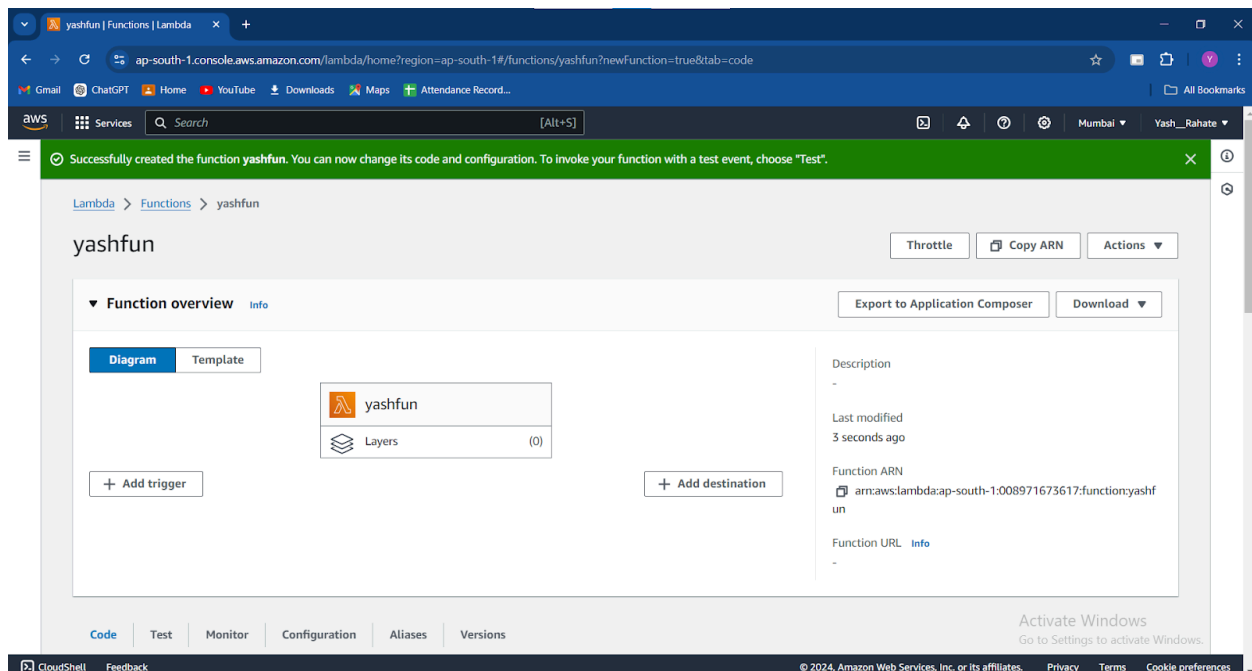 yashfun | Functions | Lambda
ap-south-1.console.aws.amazon.com/lambda/home?region=ap-south-1#/functions/yashfun?newFunction=true&tab=code
Y
Gmail ChatGPT Home YouTube Downloads Maps Attendance Record... All Bookmarks
aws Services Search [Alt+S] Mumbai Yash__Rahate
Successfully created the function yashfun. You can now change its code and configuration. To invoke your function with a test event, choose "Test".
Lambda > Functions > yashfun
yashfun
Throttle Copy ARN Actions
Function overview Info
Export to Application Composer Download
Diagram Template
yashfun
Layers (0)
+ Add trigger
+ Add destination
Description
-
Last modified
3 seconds ago
Function ARN
arn:aws:lambda:ap-south-1:008971673617:function:yashf
un
Function URL Info
-
Code Test Monitor Configuration Aliases Versions
Activate Windows
Go to Settings to activate Windows.
CloudShell Feedback © 2024, Amazon Web Services, Inc. or its affiliates. Privacy Terms Cookie preferences